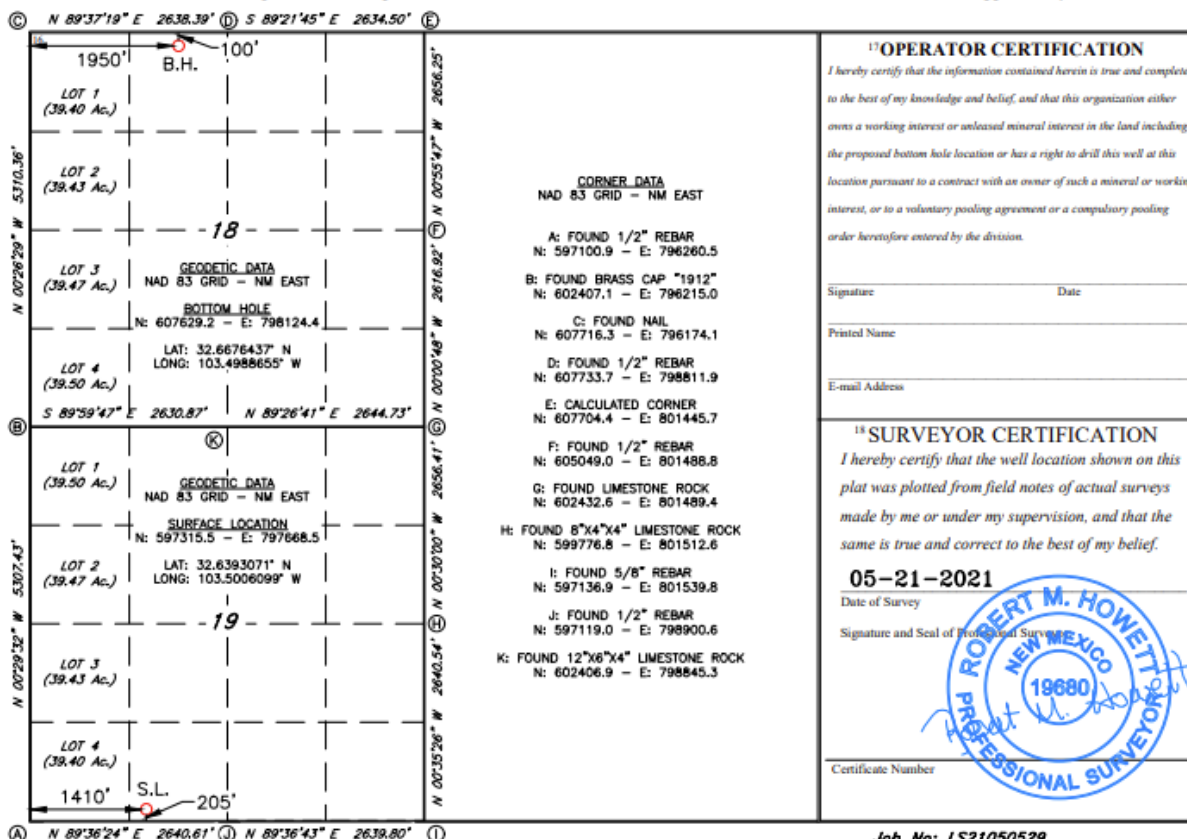 C N 89°37'19" E 2638.39' D S 89°21'45" E 2634.50' E
16
1950'
100'
B.H.
LOT 1
(39.40 Ac.)
LOT 2
(39.43 Ac.)
18
LOT 3
(39.47 Ac.)
GEODETIC DATA
NAD 83 GRID – NM EAST
BOTTOM HOLE
N: 607629.2 – E: 798124.4
LAT: 32.6676437° N
LONG: 103.4988655° W
LOT 4
(39.50 Ac.)
S 89°59'47" E 2630.87' N 89°26'41" E 2644.73'
N 00°26'29" W 5310.36'
N 00°55'47" W 2656.25'
F
N 00°00'48" W 2616.92'
B
G
K
LOT 1
(39.50 Ac.)
GEODETIC DATA
NAD 83 GRID – NM EAST
SURFACE LOCATION
N: 597315.5 – E: 797668.5
LOT 2
(39.47 Ac.)
LAT: 32.6393071° N
LONG: 103.5006099° W
19
H
LOT 3
(39.43 Ac.)
LOT 4
(39.40 Ac.)
1410'
S.L.
205'
N 00°29'32" W 5307.43'
N 00°30'00" W 2656.41'
N 00°35'26" W 2640.54'
A N 89°36'24" E 2640.61' J N 89°36'43" E 2639.80' I
CORNER DATA
NAD 83 GRID – NM EAST
A: FOUND 1/2" REBAR
N: 597100.9 – E: 796260.5
B: FOUND BRASS CAP "1912"
N: 602407.1 – E: 796215.0
C: FOUND NAIL
N: 607716.3 – E: 796174.1
D: FOUND 1/2" REBAR
N: 607733.7 – E: 798811.9
E: CALCULATED CORNER
N: 607704.4 – E: 801445.7
F: FOUND 1/2" REBAR
N: 605049.0 – E: 801488.8
G: FOUND LIMESTONE ROCK
N: 602432.6 – E: 801489.4
H: FOUND 8"X4"X4" LIMESTONE ROCK
N: 599776.8 – E: 801512.6
I: FOUND 5/8" REBAR
N: 597136.9 – E: 801539.8
J: FOUND 1/2" REBAR
N: 597119.0 – E: 798900.6
K: FOUND 12"X6"X4" LIMESTONE ROCK
N: 602406.9 – E: 798845.3
17 OPERATOR CERTIFICATION
I hereby certify that the information contained herein is true and complete
to the best of my knowledge and belief, and that this organization either
owns a working interest or unleased mineral interest in the land including
the proposed bottom hole location or has a right to drill this well at this
location pursuant to a contract with an owner of such a mineral or workin
interest, or to a voluntary pooling agreement or a compulsory pooling
order heretofore entered by the division.
Signature Date
Printed Name
E-mail Address
18 SURVEYOR CERTIFICATION
I hereby certify that the well location shown on this
plat was plotted from field notes of actual surveys
made by me or under my supervision, and that the
same is true and correct to the best of my belief.
05-21-2021
Date of Survey
Signature and Seal of Professional Surveyor
ROBERT M. HOWETT
NEW MEXICO
19680
Robert M. Howett
PROFESSIONAL SURVEYOR
Certificate Number
Job No: LS21050529